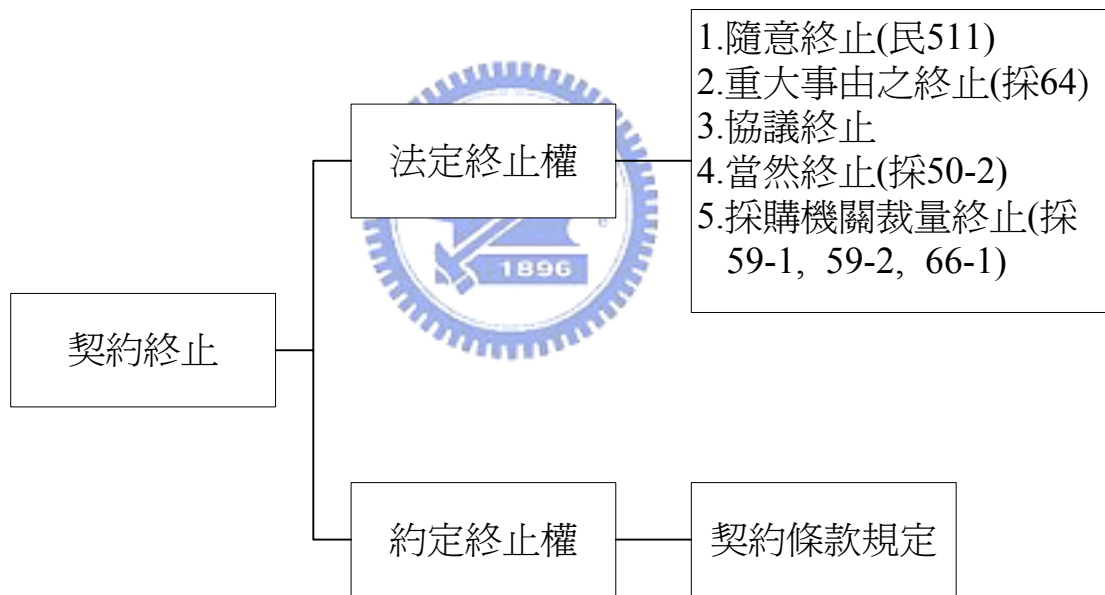 契約終止
法定終止權
1.隨意終止(民511)
2.重大事由之終止(採64)
3.協議終止
4.當然終止(採50-2)
5.採購機關裁量終止(採
59-1, 59-2, 66-1)
約定終止權
契約條款規定
1896